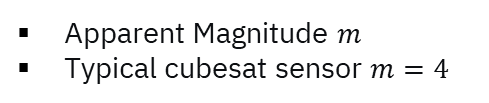 ▪ Apparent Magnitude m
▪ Typical cubesat sensor m = 4